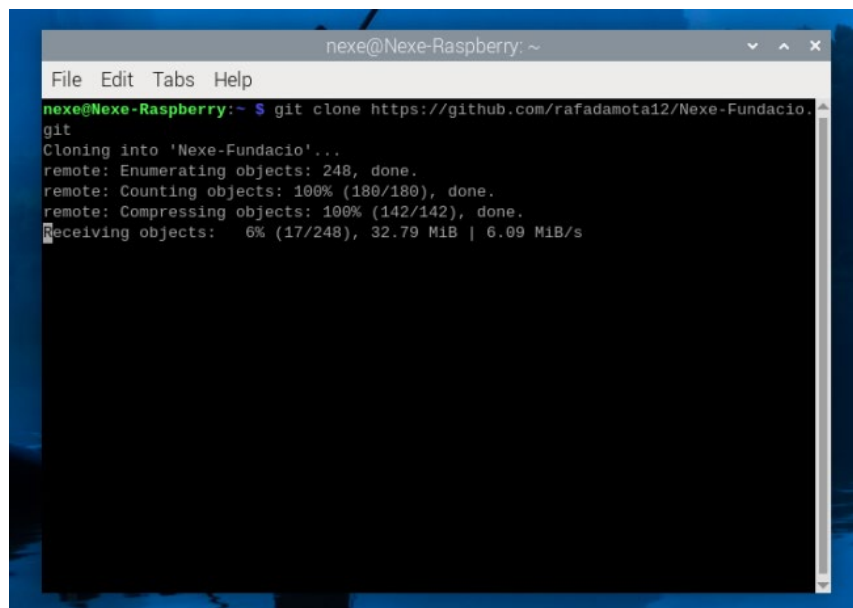 nexe@Nexe-Raspberry: ~
File Edit Tabs Help
nexe@Nexe-Raspberry:~ $ git clone https://github.com/rafadamota12/Nexe-Fundacio.
git
Cloning into 'Nexe-Fundacio'...
remote: Enumerating objects: 248, done.
remote: Counting objects: 100% (180/180), done.
remote: Compressing objects: 100% (142/142), done.
Receiving objects:   6% (17/248), 32.79 MiB | 6.09 MiB/s